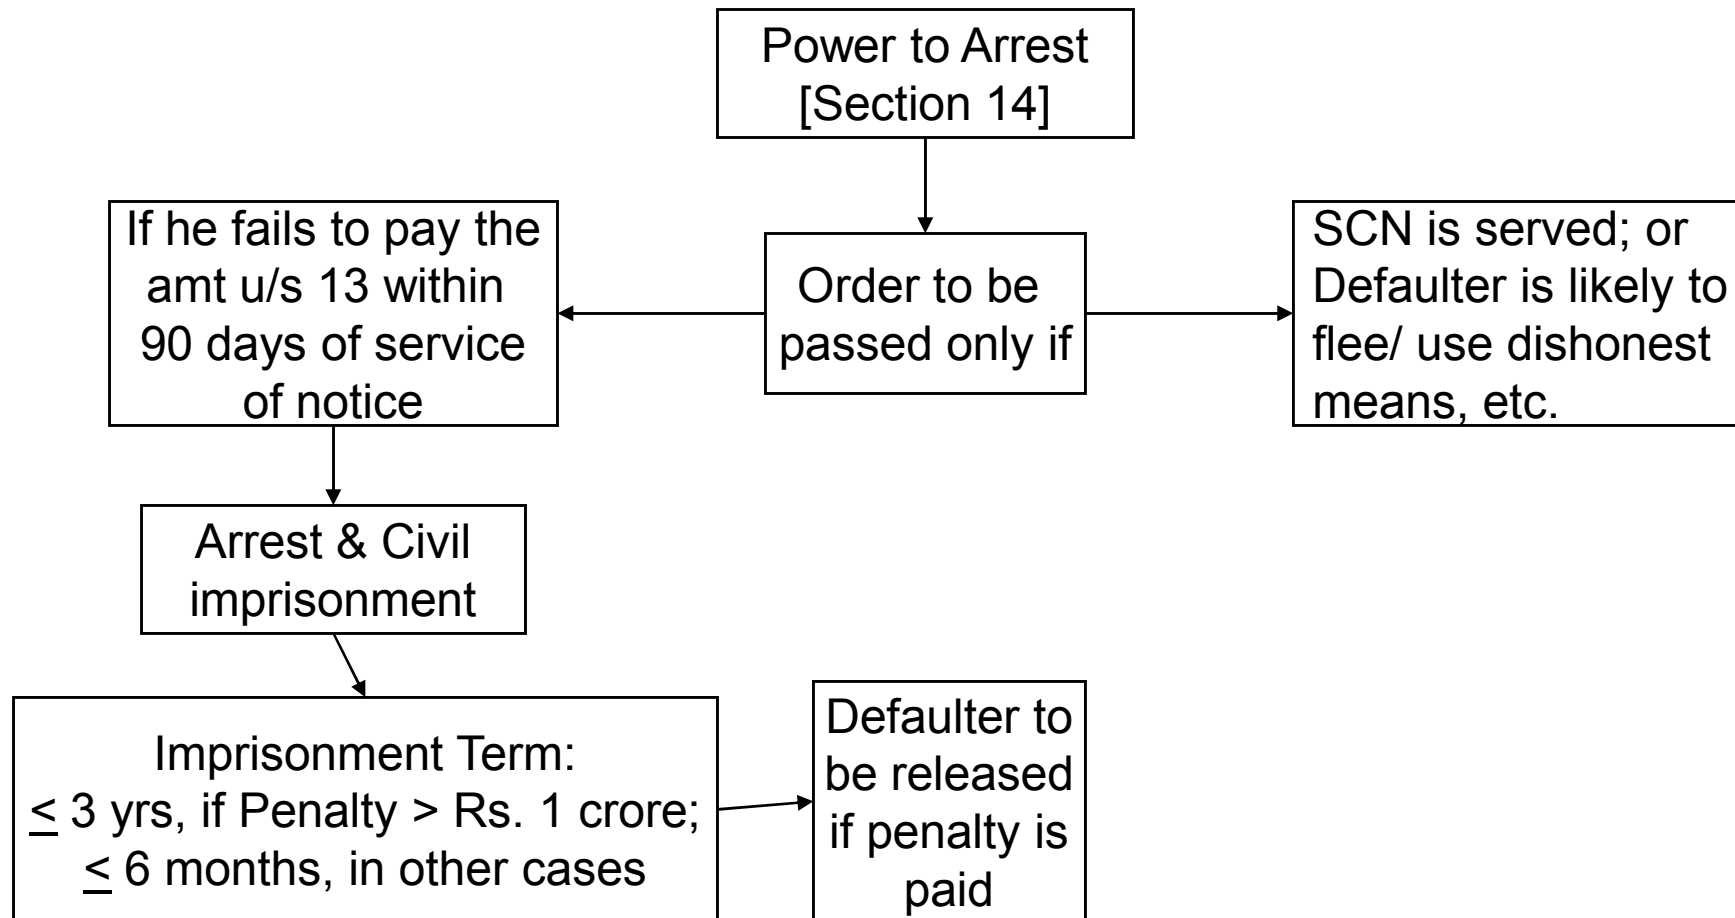 Power to Arrest
[Section 14]
If he fails to pay the
amt u/s 13 within
90 days of service
of notice
Order to be
passed only if
SCN is served; or
Defaulter is likely to
flee/ use dishonest
means, etc.
Arrest & Civil
imprisonment
Imprisonment Term:
≤ 3 yrs, if Penalty > Rs. 1 crore;
≤ 6 months, in other cases
Defaulter to
be released
if penalty is
paid